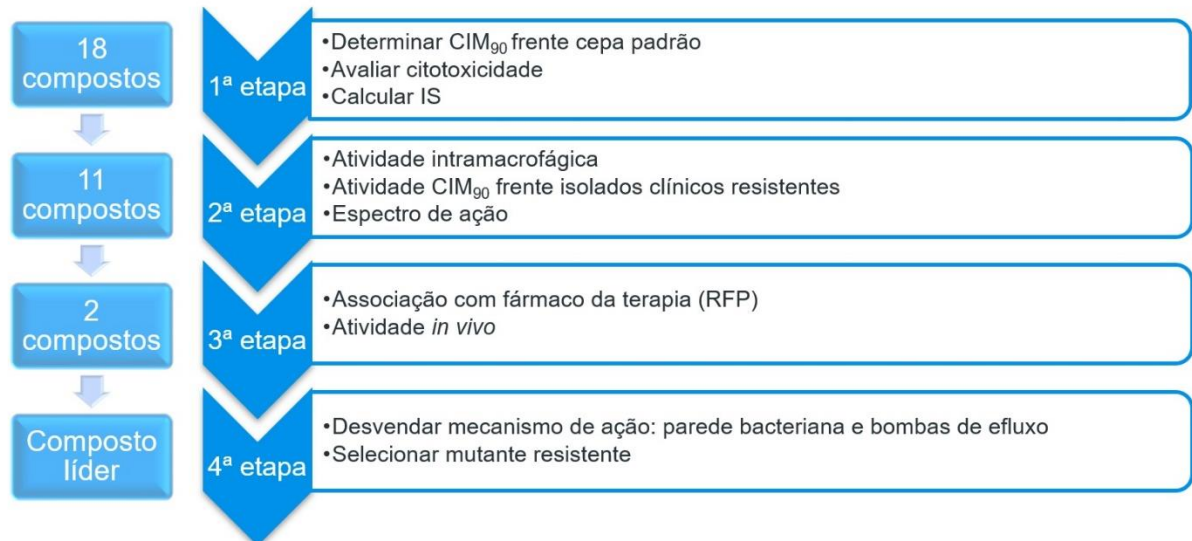 18
compostos
1ª etapa
•Determinar CIM₉₀ frente cepa padrão
•Avaliar citotoxicidade
•Calcular IS
11
compostos
2ª etapa
•Atividade intramacrofágica
•Atividade CIM₉₀ frente isolados clínicos resistentes
•Espectro de ação
2
compostos
3ª etapa
•Associação com fármaco da terapia (RFP)
•Atividade in vivo
Composto
líder
4ª etapa
•Desvendar mecanismo de ação: parede bacteriana e bombas de efluxo
•Selecionar mutante resistente